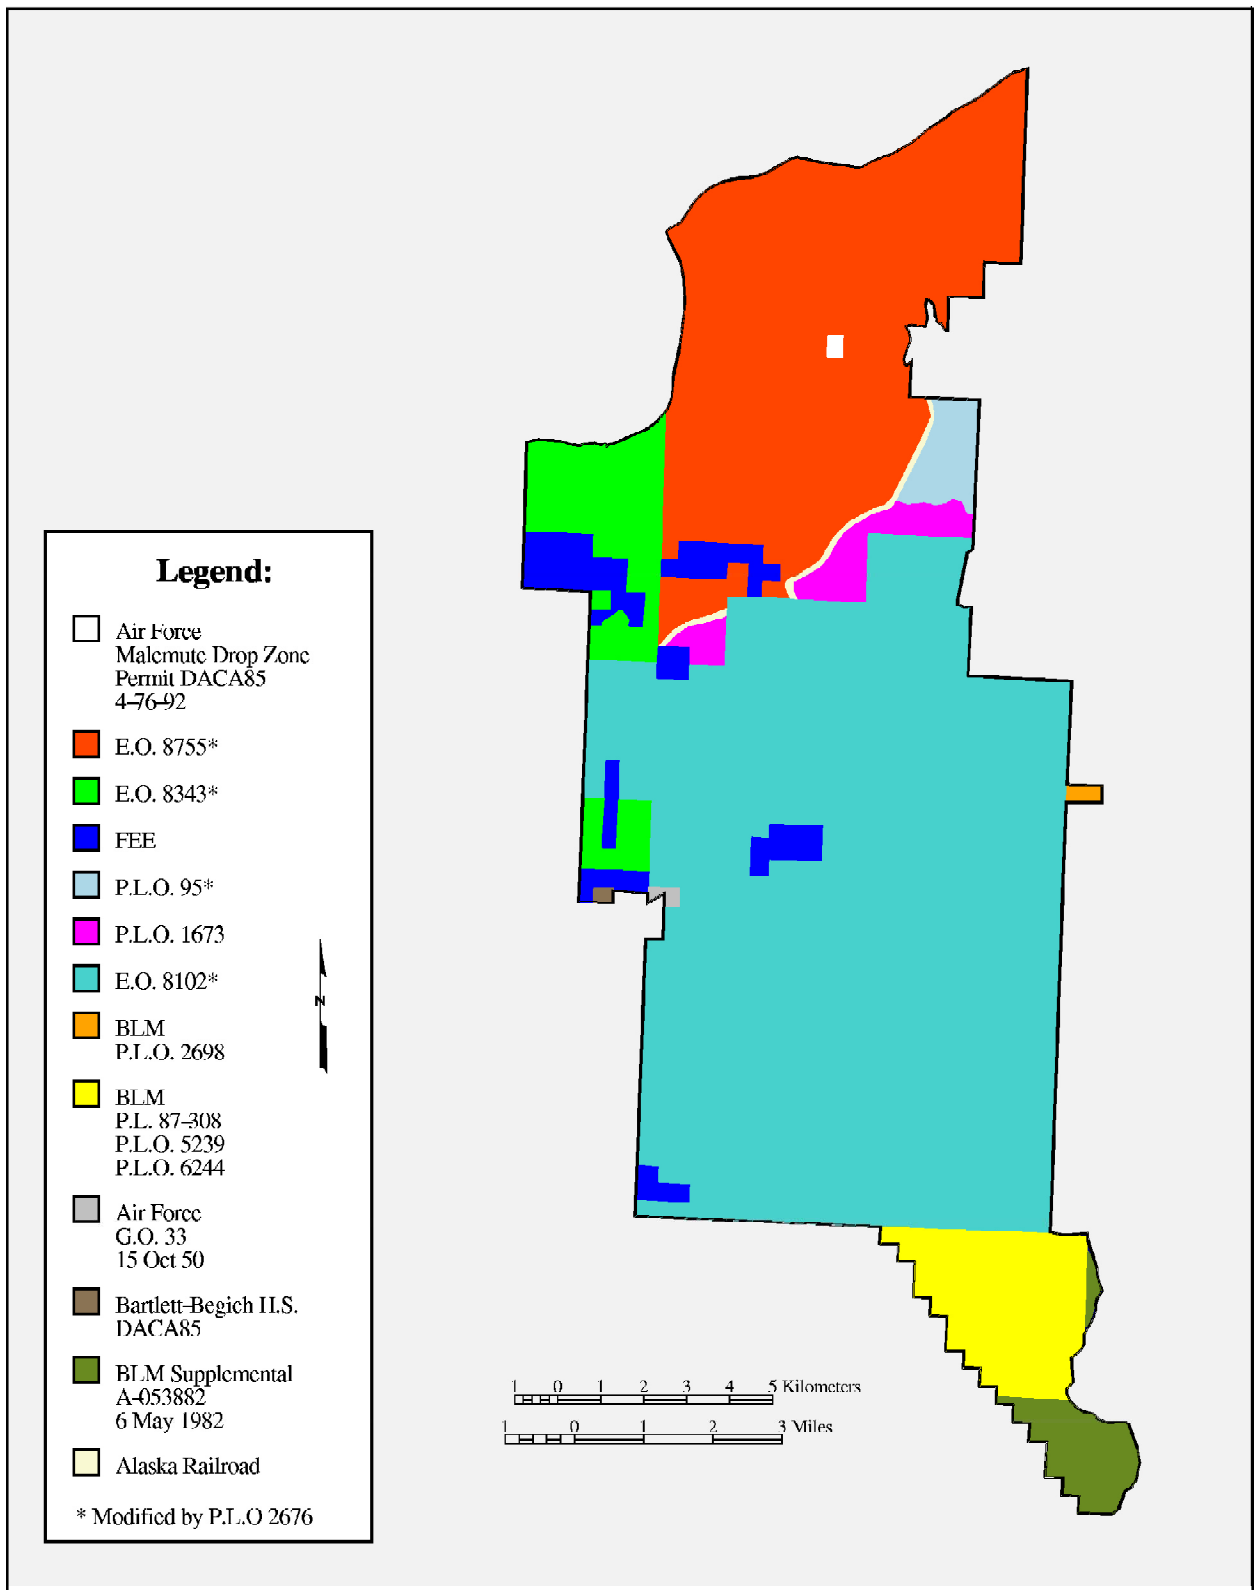 Legend:
Air Force
Malemute Drop Zone
Permit DACA85
4-76-92
E.O. 8755*
E.O. 8343*
FEE
P.L.O. 95*
P.L.O. 1673
E.O. 8102*
N
BLM
P.L.O. 2698
BLM
P.L. 87-308
P.L.O. 5239
P.L.O. 6244
Air Force
G.O. 33
15 Oct 50
Bartlett-Begich H.S.
DACA85
BLM Supplemental
A-053882
6 May 1982
Alaska Railroad
* Modified by P.L.O 2676
1 0 1 2 3 4 5 Kilometers
1 0 1 2 3 Miles